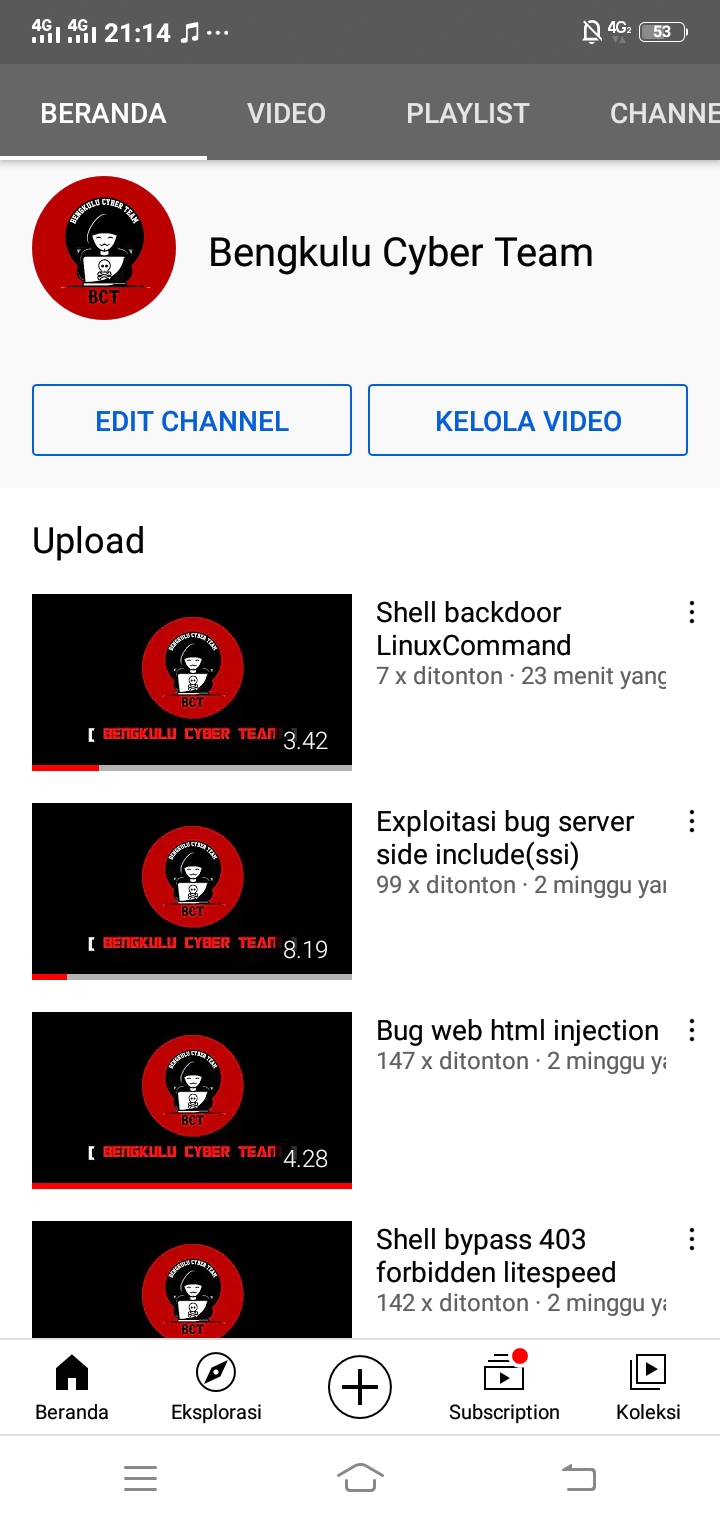 4G 4G 21:14 4G2 53
BERANDA VIDEO PLAYLIST CHANNE
BENGKULU CYBER TEAM
BCT
Bengkulu Cyber Team
EDIT CHANNEL KELOLA VIDEO
Upload
BENGKULU CYBER TEAM
BCT
[ BENGKULU CYBER TEAM ]
3.42
Shell backdoor
LinuxCommand
7 x ditonton · 23 menit yang
BENGKULU CYBER TEAM
BCT
[ BENGKULU CYBER TEAM ]
8.19
Exploitasi bug server
side include(ssi)
99 x ditonton · 2 minggu yan
BENGKULU CYBER TEAM
BCT
[ BENGKULU CYBER TEAM ]
4.28
Bug web html injection
147 x ditonton · 2 minggu ya
BENGKULU CYBER TEAM
BCT
Shell bypass 403
forbidden litespeed
142 x ditonton · 2 minggu ya
Beranda Eksplorasi Subscription Koleksi